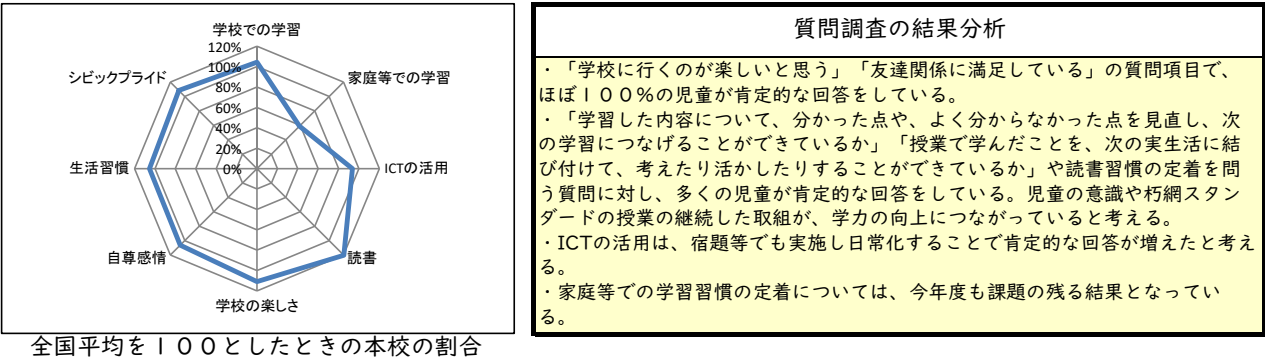 学校での学習
家庭等での学習
ICTの活用
読書
学校の楽しさ
自尊感情
生活習慣
シビックプライド
120%
100%
80%
60%
40%
20%
0%
全国平均を１００としたときの本校の割合
質問調査の結果分析
・「学校に行くのが楽しいと思う」「友達関係に満足している」の質問項目で、
ほぼ１００％の児童が肯定的な回答をしている。
・「学習した内容について、分かった点や、よく分からなかった点を見直し、次
の学習につなげることができているか」「授業で学んだことを、次の実生活に結
び付けて、考えたり活かしたりすることができているか」や読書習慣の定着を問
う質問に対し、多くの児童が肯定的な回答をしている。児童の意識や朽網スタン
ダードの授業の継続した取組が、学力の向上につながっていると考える。
・ICTの活用は、宿題等でも実施し日常化することで肯定的な回答が増えたと考え
る。
・家庭等での学習習慣の定着については、今年度も課題の残る結果となってい
る。